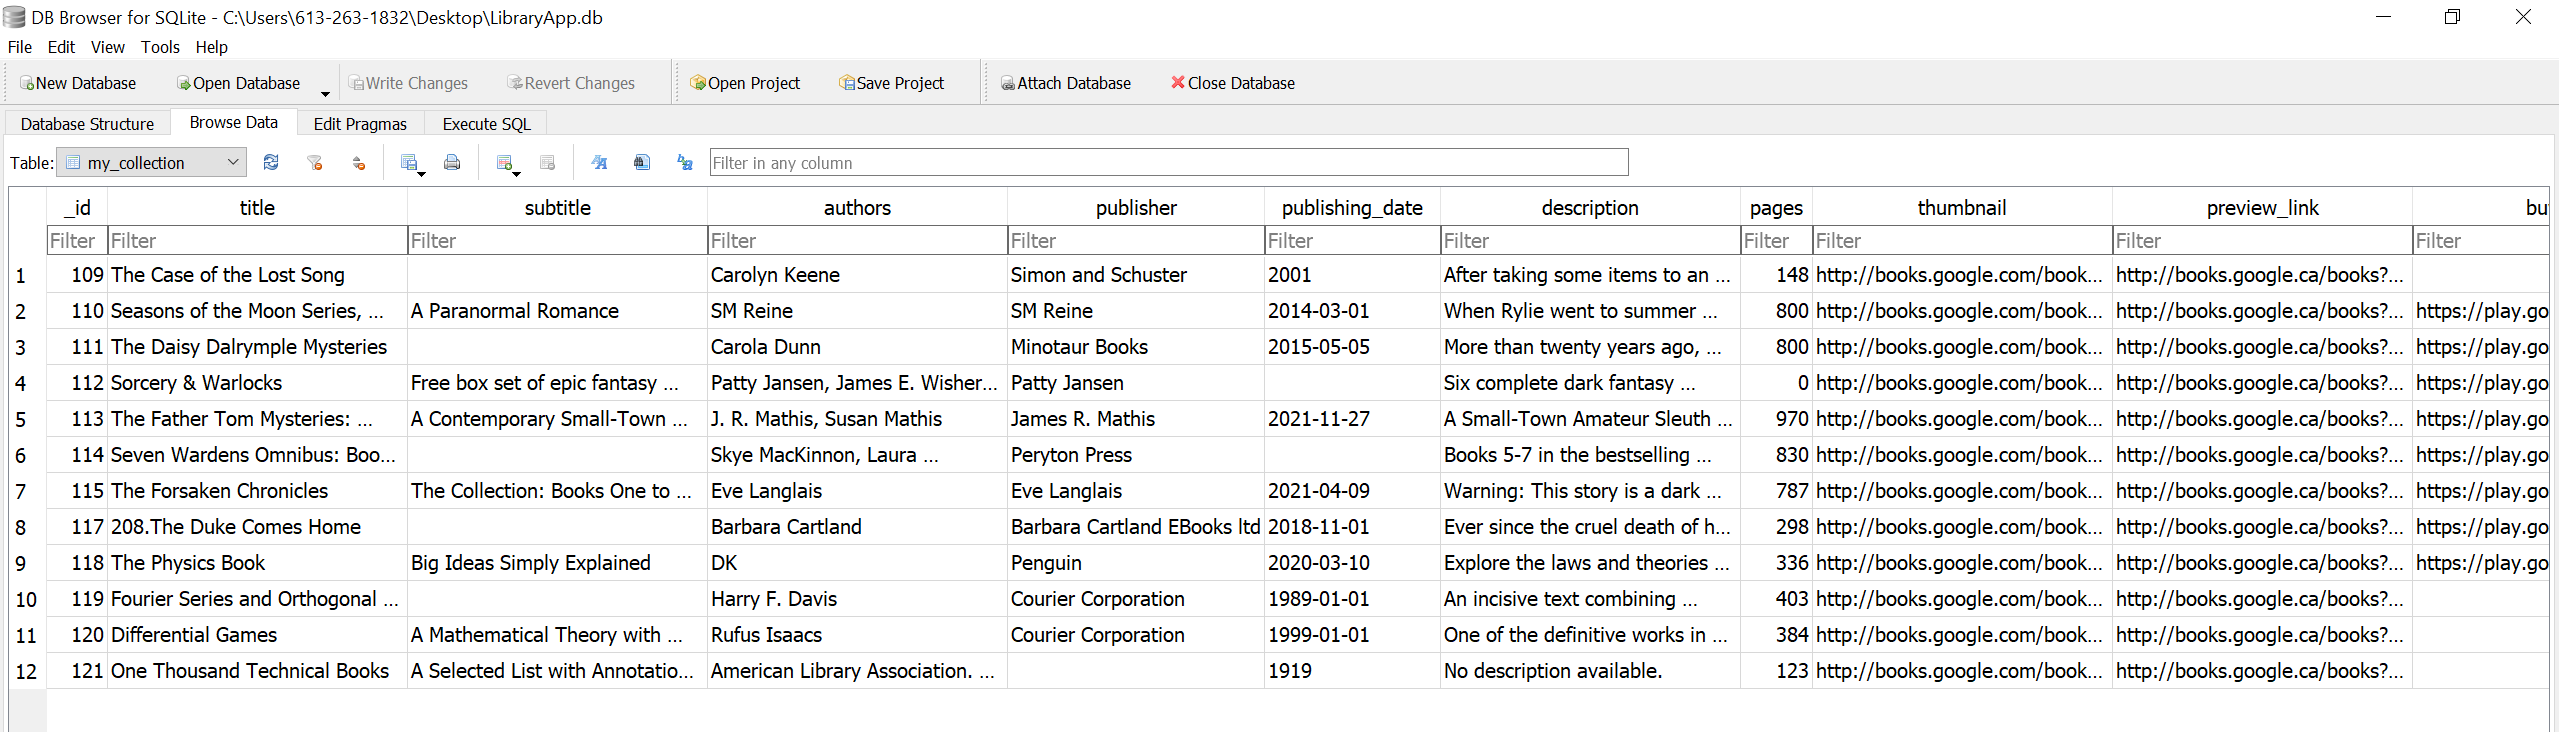 DB Browser for SQLite - C:\Users\613-263-1832\Desktop\LibraryApp.db
File Edit View Tools Help
New Database Open Database Write Changes Revert Changes Open Project Save Project Attach Database Close Database
Database Structure Browse Data Edit Pragmas Execute SQL
Table: my_collection Filter in any column
_id title subtitle authors publisher publishing_date description pages thumbnail preview_link bu
Filter Filter Filter Filter Filter Filter Filter Filter Filter Filter Filter
1 109 The Case of the Lost Song Carolyn Keene Simon and Schuster 2001 After taking some items to an ... 148 http://books.google.com/book... http://books.google.ca/books?...
2 110 Seasons of the Moon Series, ... A Paranormal Romance SM Reine SM Reine 2014-03-01 When Rylie went to summer ... 800 http://books.google.com/book... http://books.google.ca/books?... https://play.go
3 111 The Daisy Dalrymple Mysteries Carola Dunn Minotaur Books 2015-05-05 More than twenty years ago, ... 800 http://books.google.com/book... http://books.google.ca/books?... https://play.go
4 112 Sorcery & Warlocks Free box set of epic fantasy ... Patty Jansen, James E. Wisher... Patty Jansen Six complete dark fantasy ... 0 http://books.google.com/book... http://books.google.ca/books?... https://play.go
5 113 The Father Tom Mysteries: ... A Contemporary Small-Town ... J. R. Mathis, Susan Mathis James R. Mathis 2021-11-27 A Small-Town Amateur Sleuth ... 970 http://books.google.com/book... http://books.google.ca/books?... https://play.go
6 114 Seven Wardens Omnibus: Boo... Skye MacKinnon, Laura ... Peryton Press Books 5-7 in the bestselling ... 830 http://books.google.com/book... http://books.google.ca/books?... https://play.go
7 115 The Forsaken Chronicles The Collection: Books One to ... Eve Langlais Eve Langlais 2021-04-09 Warning: This story is a dark ... 787 http://books.google.com/book... http://books.google.ca/books?... https://play.go
8 117 208.The Duke Comes Home Barbara Cartland Barbara Cartland EBooks ltd 2018-11-01 Ever since the cruel death of h... 298 http://books.google.com/book... http://books.google.ca/books?... https://play.go
9 118 The Physics Book Big Ideas Simply Explained DK Penguin 2020-03-10 Explore the laws and theories ... 336 http://books.google.com/book... http://books.google.ca/books?... https://play.go
10 119 Fourier Series and Orthogonal ... Harry F. Davis Courier Corporation 1989-01-01 An incisive text combining ... 403 http://books.google.com/book... http://books.google.ca/books?...
11 120 Differential Games A Mathematical Theory with ... Rufus Isaacs Courier Corporation 1999-01-01 One of the definitive works in ... 384 http://books.google.com/book... http://books.google.ca/books?...
12 121 One Thousand Technical Books A Selected List with Annotatio... American Library Association. ... 1919 No description available. 123 http://books.google.com/book... http://books.google.ca/books?...